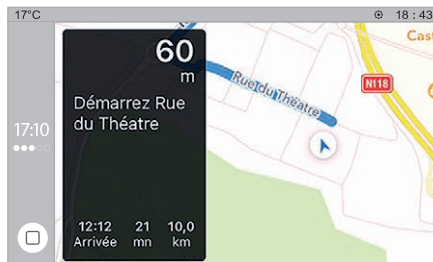 17°C
18 : 43
Cast
60
m
Démarrez Rue
du Théatre
Rue du Théatre
N118
17:10
12:12 21 10,0
Arrivée mn km